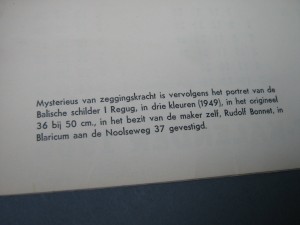 Mysterieus van zeggingskracht is vervolgens het portret van de
Balische schilder I Regug, in drie kleuren (1949), in het origineel
36 bij 50 cm., in het bezit van de maker zelf, Rudolf Bonnet, in
Blaricum aan de Noolseweg 37 gevestigd.